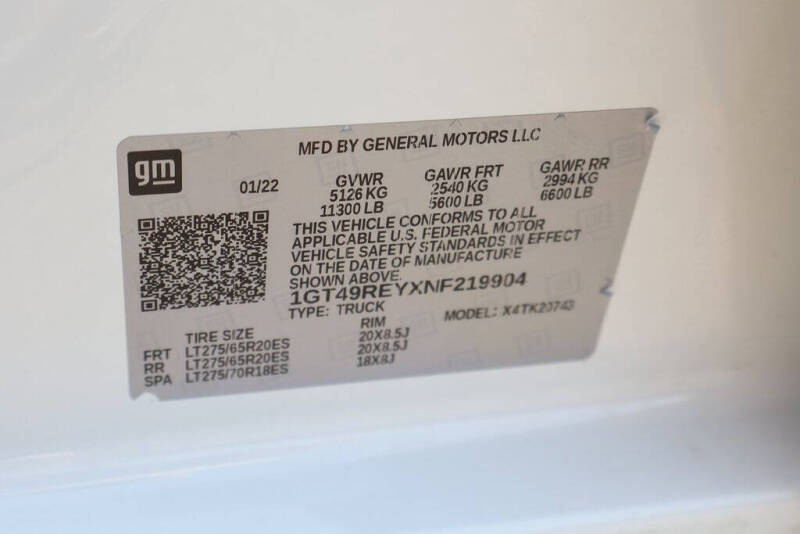 gm
MFD BY GENERAL MOTORS LLC
01/22 GVWR GAWR FRT GAWR RR
5126 KG 2540 KG 2994 KG
11300 LB 5600 LB 6600 LB
THIS VEHICLE CONFORMS TO ALL
APPLICABLE U.S. FEDERAL MOTOR
VEHICLE SAFETY STANDARDS IN EFFECT
ON THE DATE OF MANUFACTURE
SHOWN ABOVE.
1GT49REYXNF219904
TYPE: TRUCK MODEL: X4TK20743
TIRE SIZE RIM
FRT LT275/65R20ES 20X8.5J
RR LT275/65R20ES 20X8.5J
SPA LT275/70R18ES 18X8J